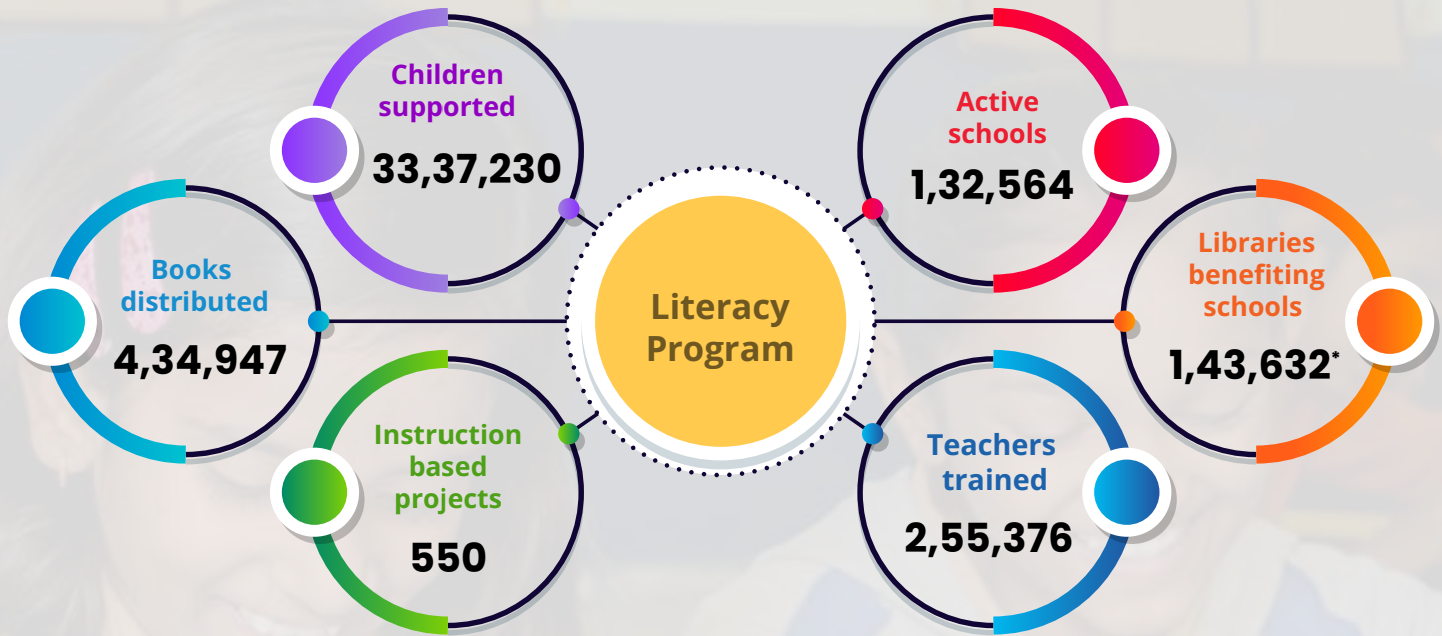 Children
supported
33,37,230
Active
schools
1,32,564
Books
distributed
4,34,947
Literacy
Program
Libraries
benefiting
schools
1,43,632*
Instruction
based
projects
550
Teachers
trained
2,55,376